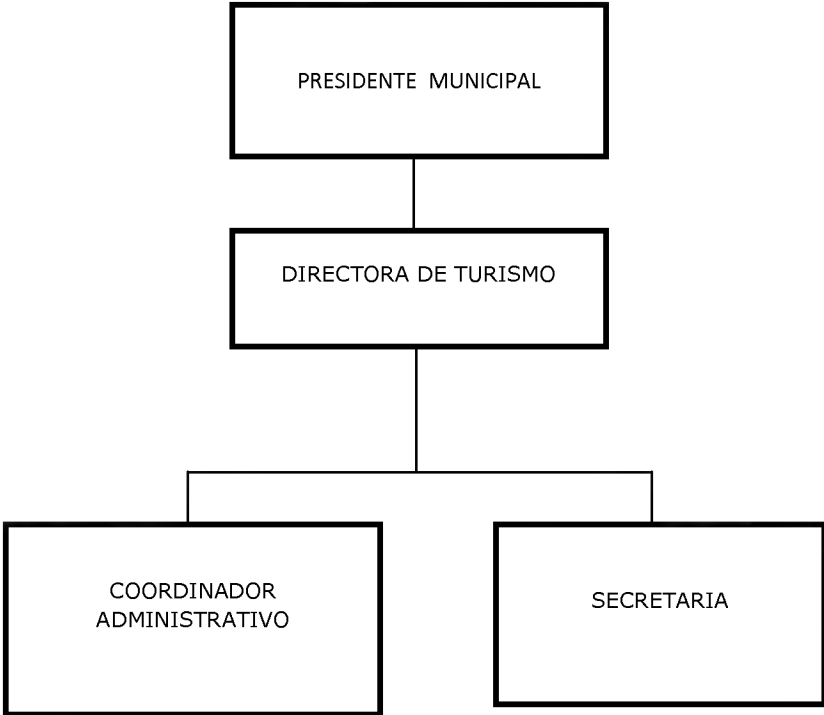 PRESIDENTE MUNICIPAL
DIRECTORA DE TURISMO
COORDINADOR
ADMINISTRATIVO
SECRETARIA